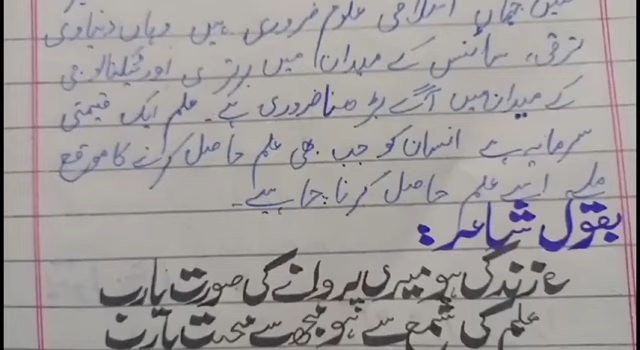 جہاں اسلامی علوم ضروری ہیں وہاں دنیاوی
ترقی، سائنس کے میدان میں برتری اور ٹیکنالوجی
کے میدان میں آگے بڑھنا ضروری ہے۔ علم ایک قیمتی
سرمایہ ہے انسان کو جب بھی علم حاصل کرنے کا موقع
ملے اسے علم حاصل کرنا چاہیے۔
بقول شاعر:
ع زندگی ہو میری پروانے کی صورت یارب
علم کی شمع سے ہو مجھ سے محبت یارب